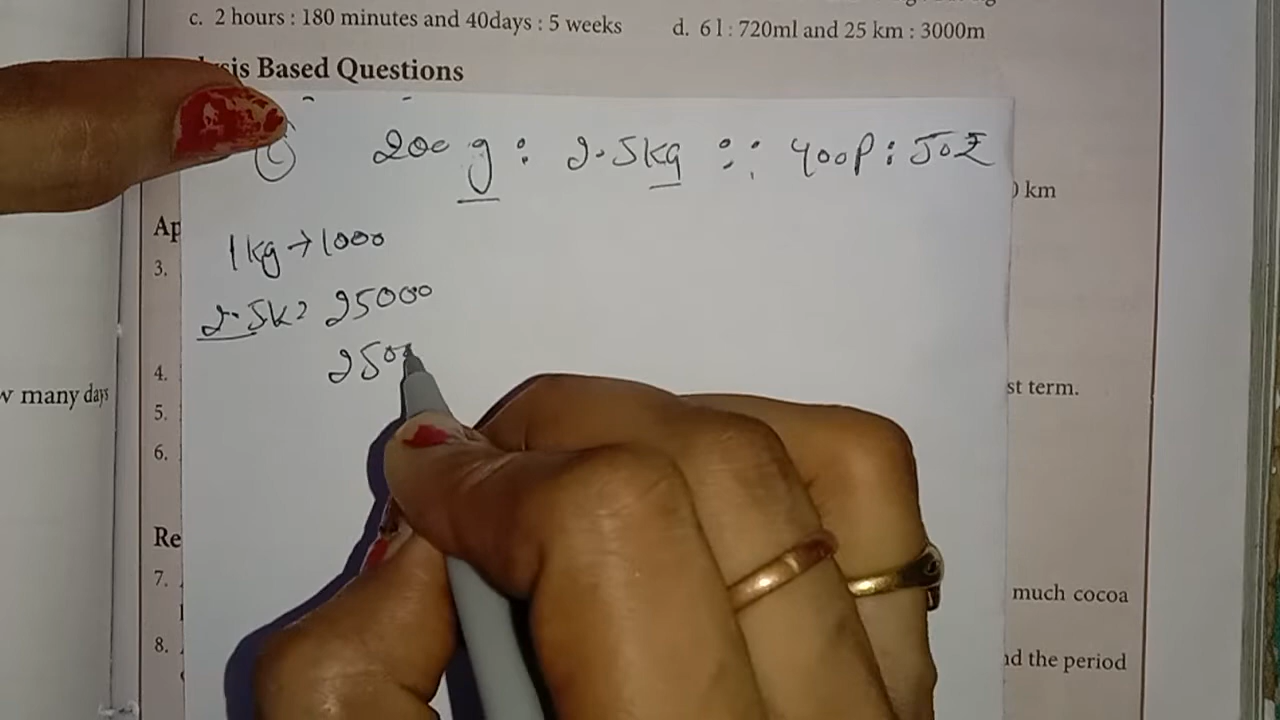 c. 2 hours : 180 minutes and 40days : 5 weeks d. 6 l : 720ml and 25 km : 3000m
sis Based Questions
C 200 g : 2.5kg :: 400P : 50₹
) km
Ap
1kg → 1000
3.
2.5k = 25000
2500
4.
w many days
st term.
5.
6.
Re
7. much cocoa
8. nd the period